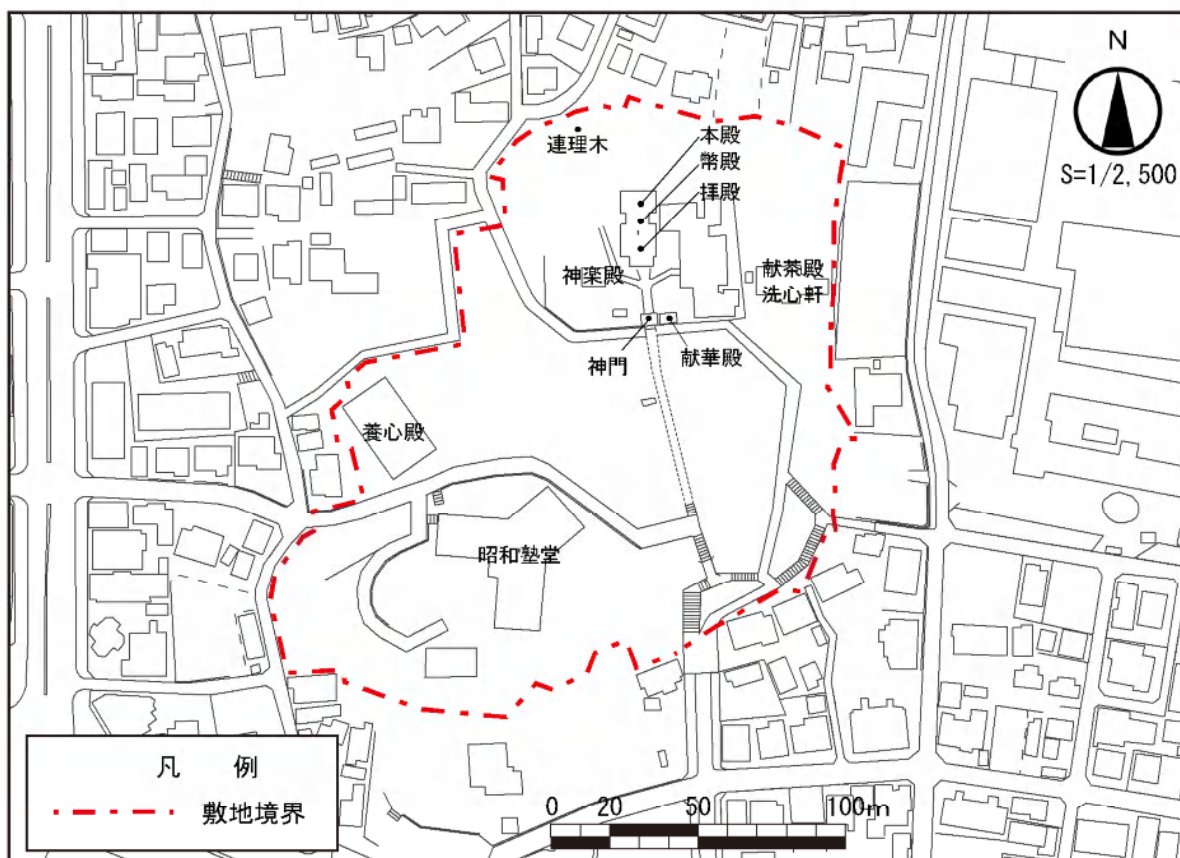 N
S=1/2,500
連理木
本殿
幣殿
拝殿
神楽殿
献茶殿
洗心軒
神門
献華殿
養心殿
昭和塾堂
凡 例
敷地境界
0 20 50 100m